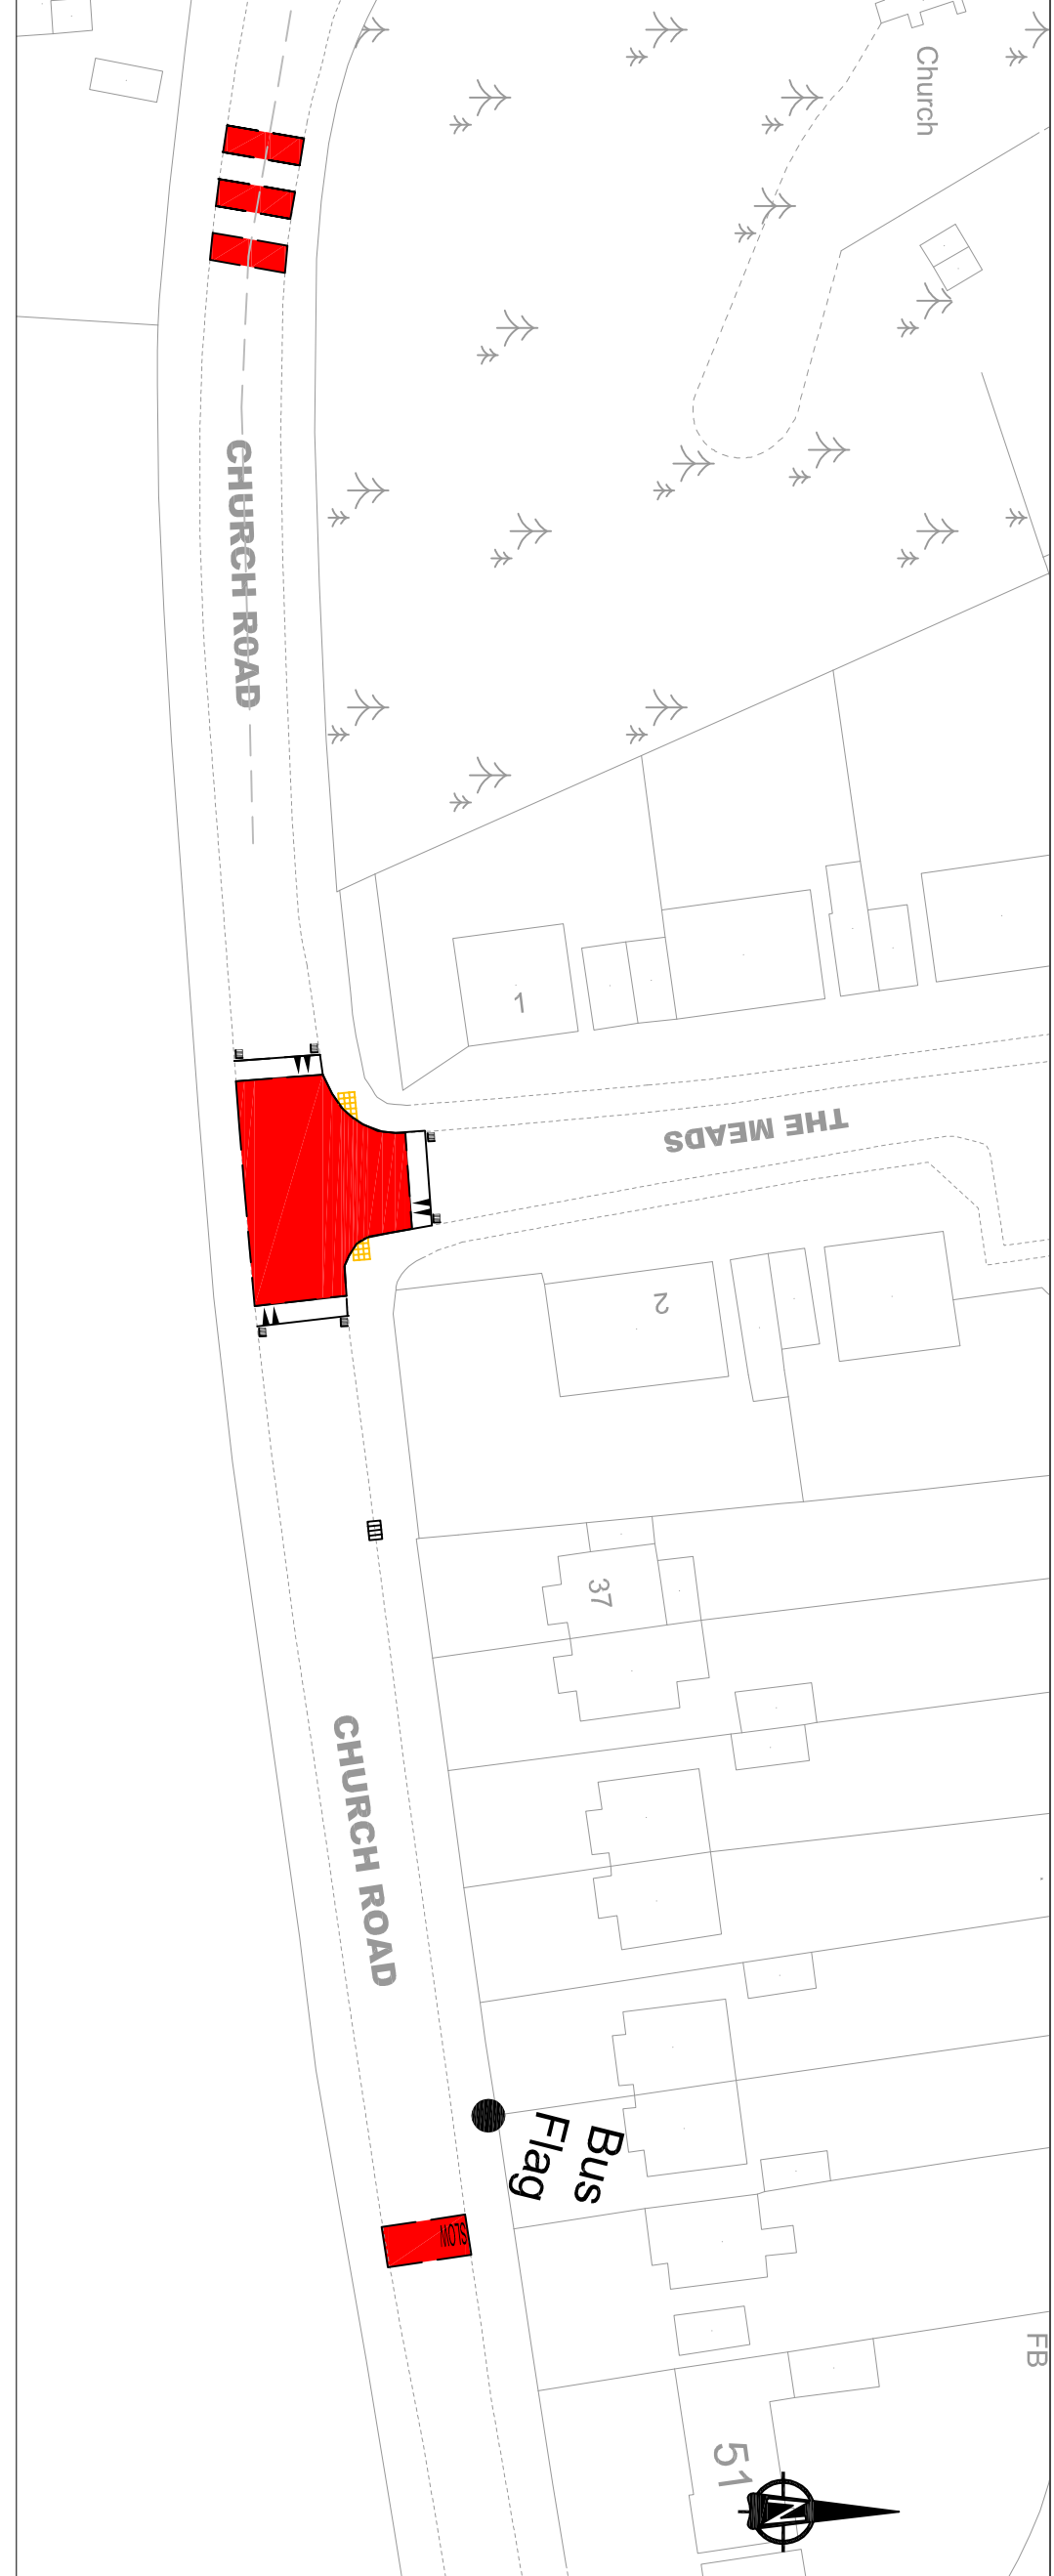 Church
CHURCH ROAD
1
THE MEADS
2
37
CHURCH ROAD
Bus
Flag
SLOW
FB
51
N